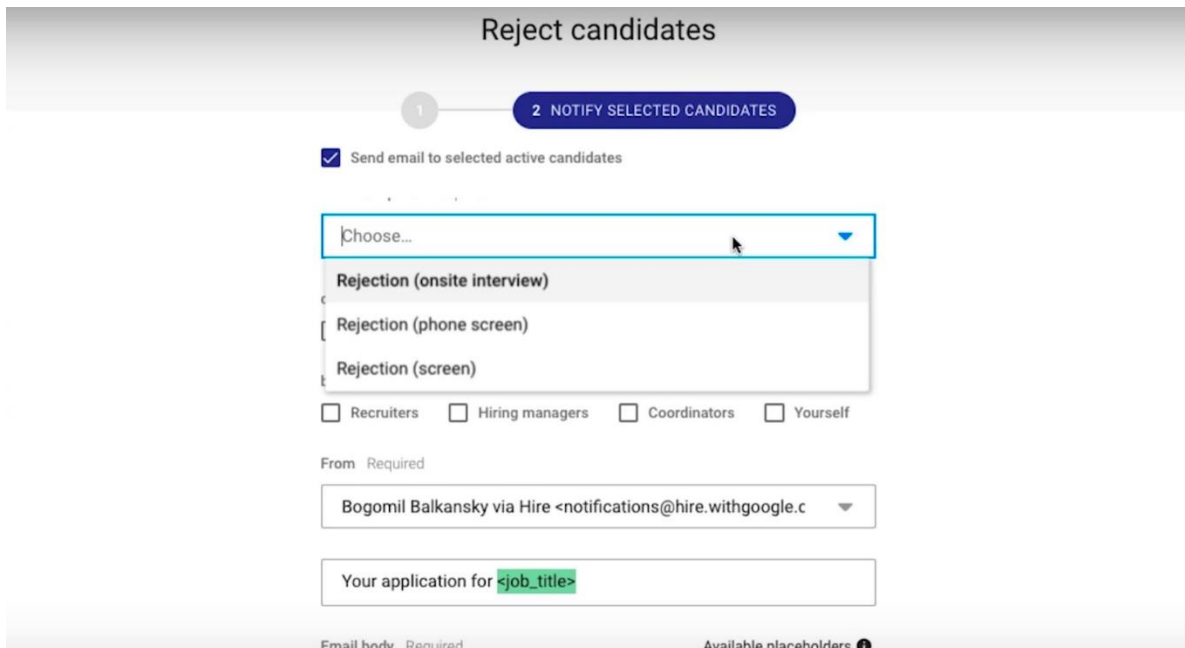 Reject candidates
1
2 NOTIFY SELECTED CANDIDATES
Send email to selected active candidates
Choose...
Rejection (onsite interview)
Rejection (phone screen)
Rejection (screen)
Recruiters Hiring managers Coordinators Yourself
From Required
Bogomil Balkansky via Hire <notifications@hire.withgoogle.c
Your application for <job_title>
Email body Required Available placeholders